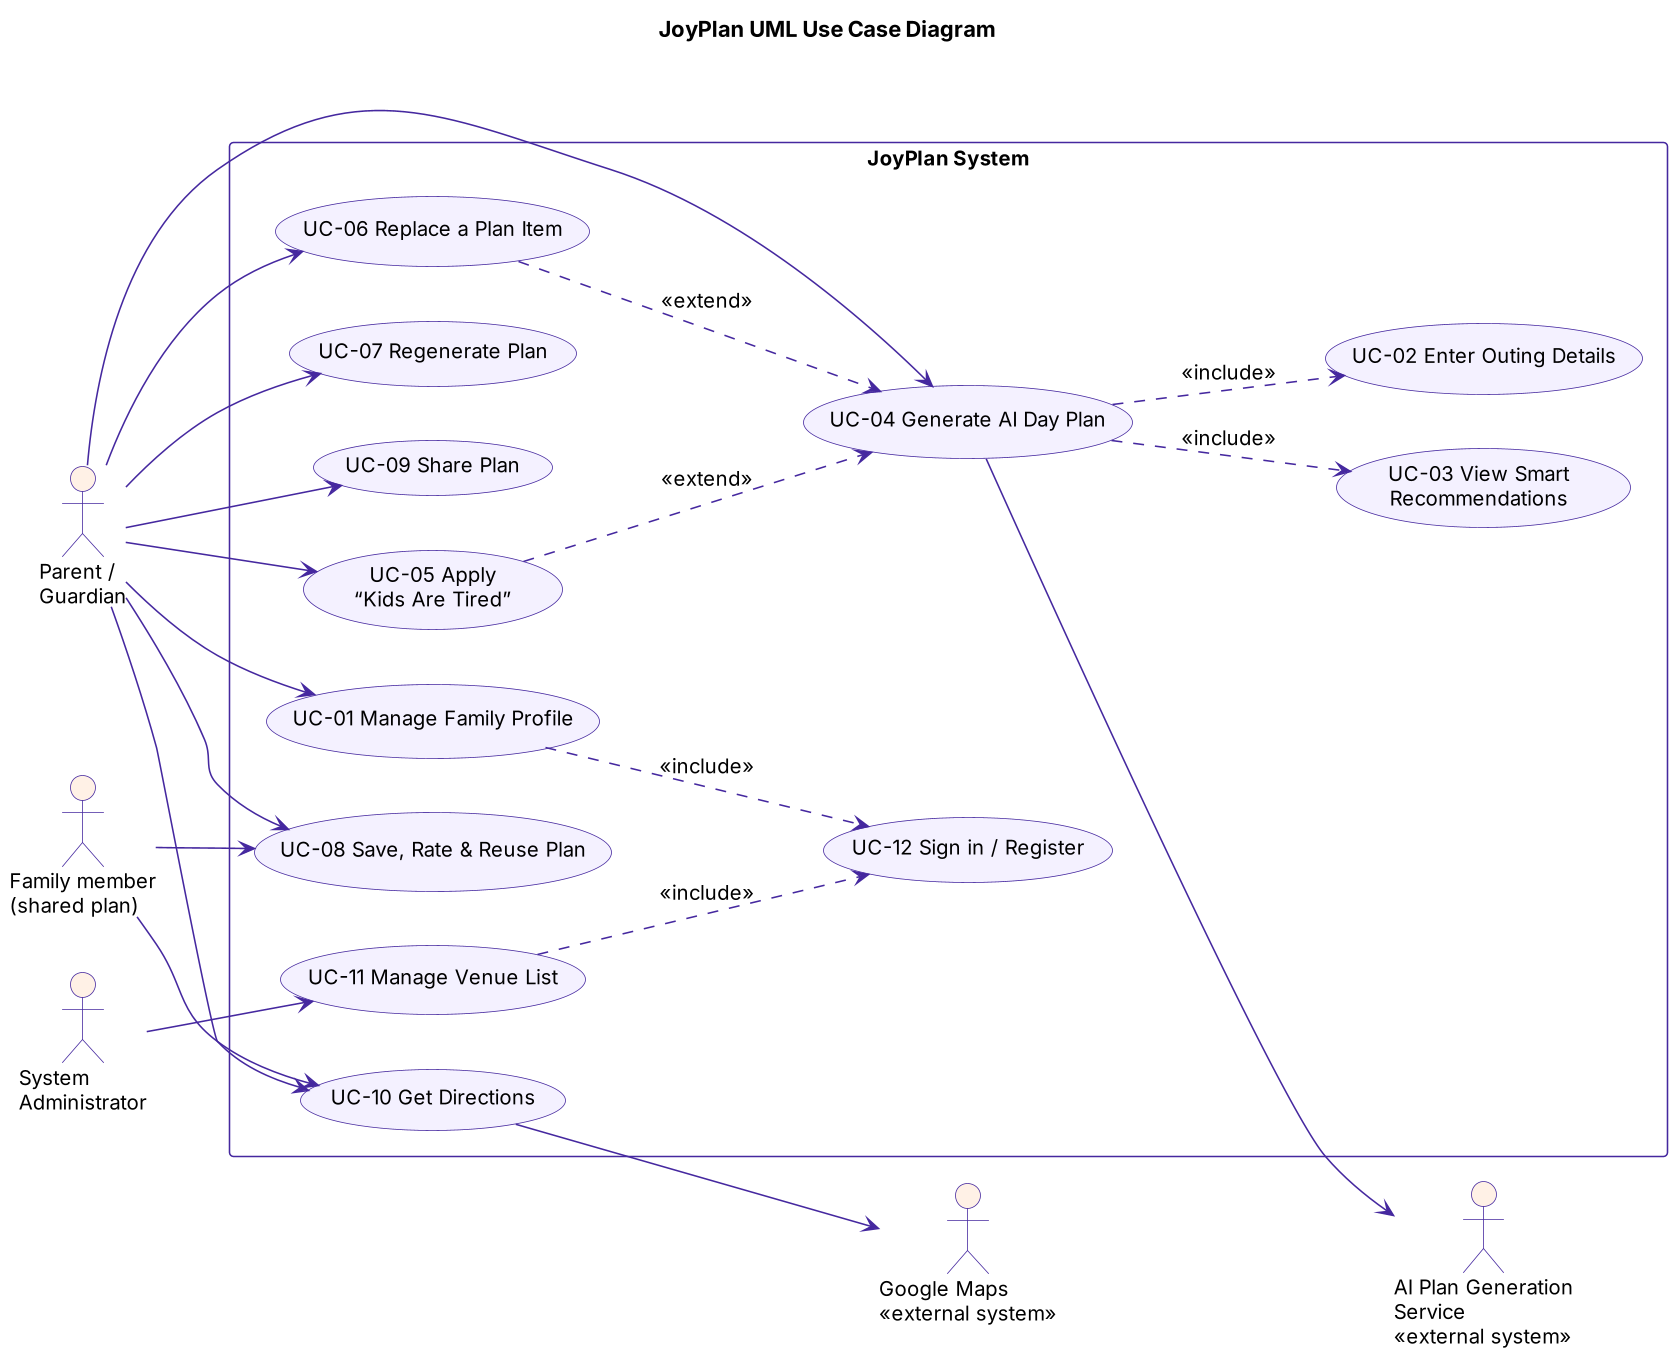 JoyPlan UML Use Case Diagram
JoyPlan System
UC-06 Replace a Plan Item
«extend»
UC-07 Regenerate Plan
UC-02 Enter Outing Details
«include»
UC-04 Generate AI Day Plan
«include»
UC-09 Share Plan
«extend»
UC-03 View Smart
Recommendations
Parent /
Guardian
UC-05 Apply
“Kids Are Tired”
UC-01 Manage Family Profile
«include»
UC-08 Save, Rate & Reuse Plan
UC-12 Sign in / Register
Family member
(shared plan)
«include»
UC-11 Manage Venue List
System
Administrator
UC-10 Get Directions
Google Maps
«external system»
AI Plan Generation
Service
«external system»